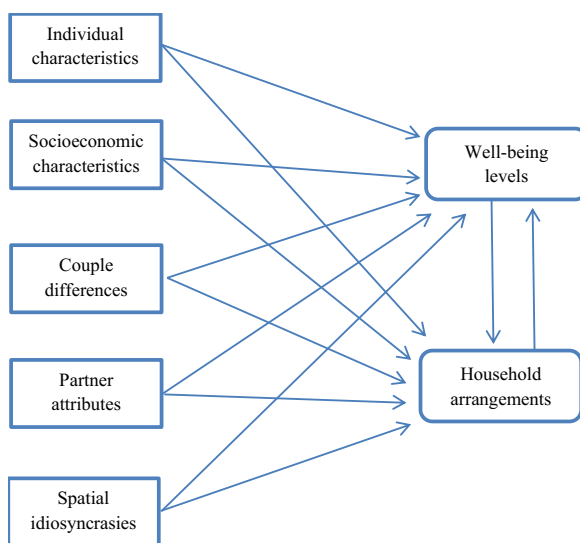 Individual
characteristics
Socioeconomic
characteristics
Well-being
levels
Couple
differences
Partner
attributes
Household
arrangements
Spatial
idiosyncrasies